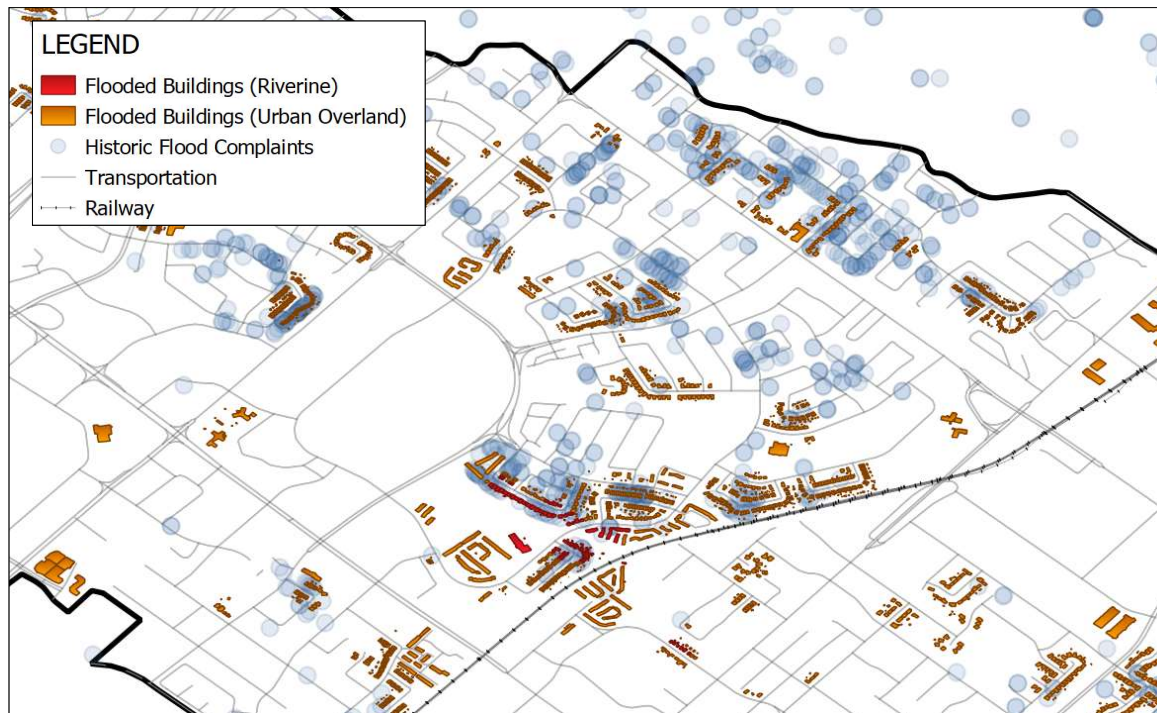 LEGEND
Flooded Buildings (Riverine)
Flooded Buildings (Urban Overland)
Historic Flood Complaints
Transportation
Railway